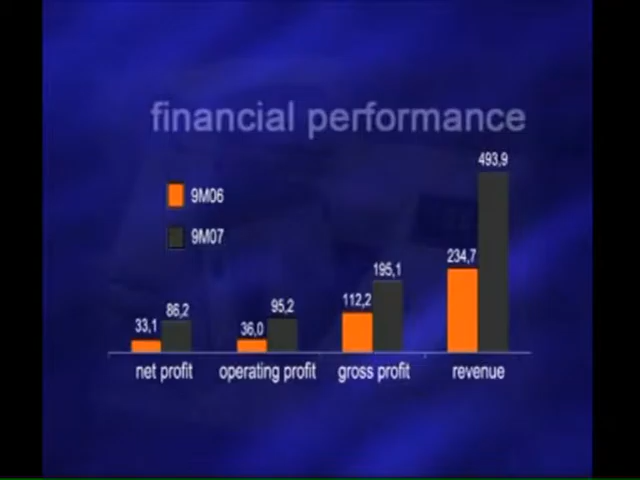 financial performance
9M06
9M07
33,1
86,2
36,0
95,2
112,2
195,1
234,7
493,9
net profit
operating profit
gross profit
revenue